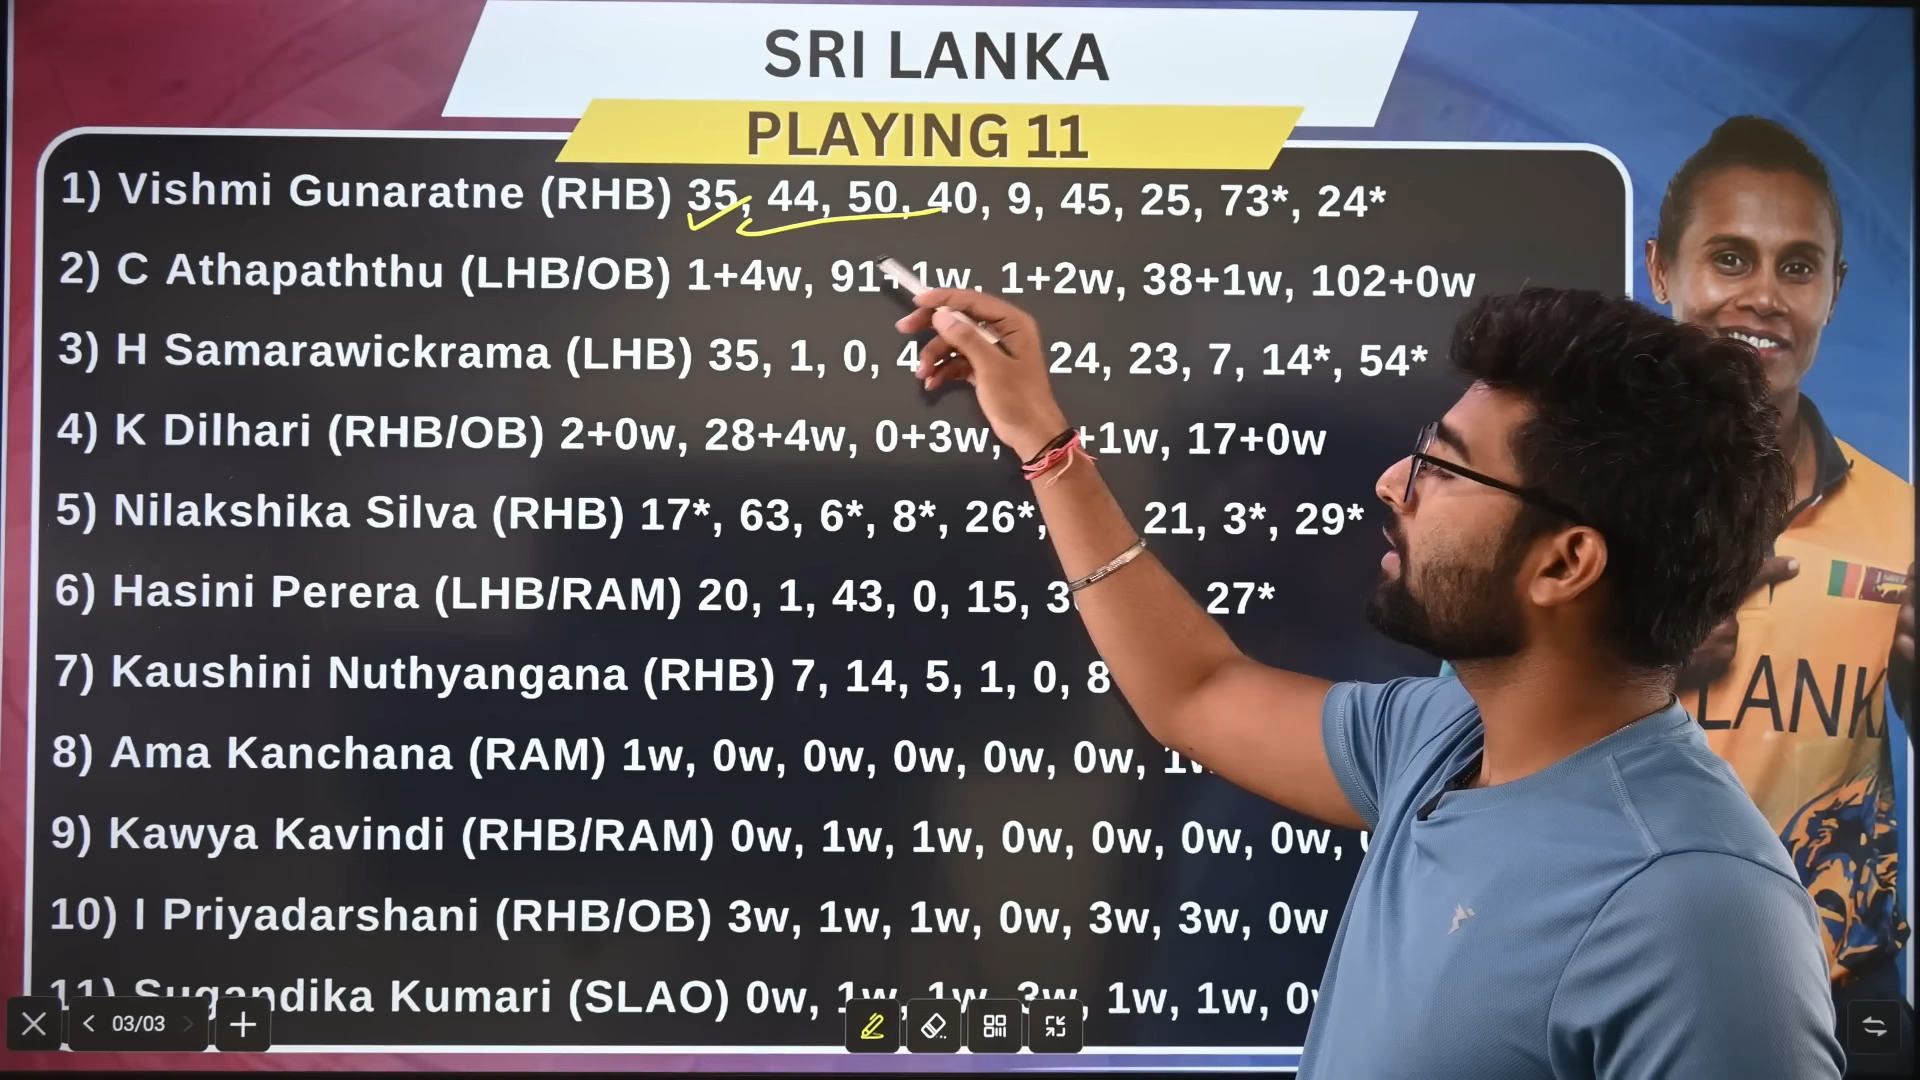 SRI LANKA
PLAYING 11
1) Vishmi Gunaratne (RHB) 35, 44, 50, 40, 9, 45, 25, 73*, 24*
2) C Athapaththu (LHB/OB) 1+4w, 91+1w, 1+2w, 38+1w, 102+0w
3) H Samarawickrama (LHB) 35, 1, 0, 24, 23, 7, 14*, 54*
4) K Dilhari (RHB/OB) 2+0w, 28+4w, 0+3w, +1w, 17+0w
5) Nilakshika Silva (RHB) 17*, 63, 6*, 8*, 26*, 21, 3*, 29*
6) Hasini Perera (LHB/RAM) 20, 1, 43, 0, 15, 27*
7) Kaushini Nuthyangana (RHB) 7, 14, 5, 1, 0, 8
8) Ama Kanchana (RAM) 1w, 0w, 0w, 0w, 0w, 0w,
9) Kawya Kavindi (RHB/RAM) 0w, 1w, 1w, 0w, 0w, 0w, 0w,
10) I Priyadarshani (RHB/OB) 3w, 1w, 1w, 0w, 3w, 3w, 0w
11) Sugandika Kumari (SLAO) 0w, 1w, 1w, 3w, 1w, 1w,
LANK
03/03